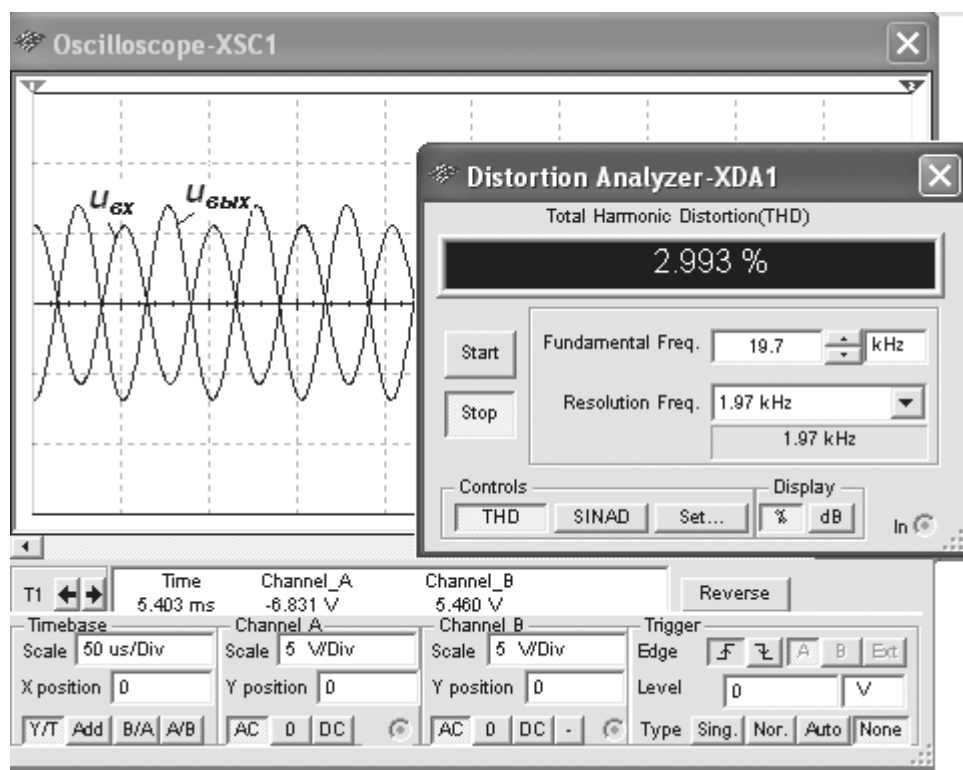 Oscilloscope-XSC1
1
2
uвх
uвых
Distortion Analyzer-XDA1
Total Harmonic Distortion(THD)
2.993 %
Start
Stop
Fundamental Freq. 19.7 kHz
Resolution Freq. 1.97 kHz
1.97 kHz
Controls
THD SINAD Set...
Display
% dB
In
T1
Time Channel_A Channel_B
5.403 ms -6.831 V 5.460 V
Reverse
Timebase
Scale 50 us/Div
X position 0
Y/T Add B/A A/B
Channel A
Scale 5 V/Div
Y position 0
AC 0 DC
Channel B
Scale 5 V/Div
Y position 0
AC 0 DC -
Trigger
Edge A B Ext
Level 0 V
Type Sing. Nor. Auto None